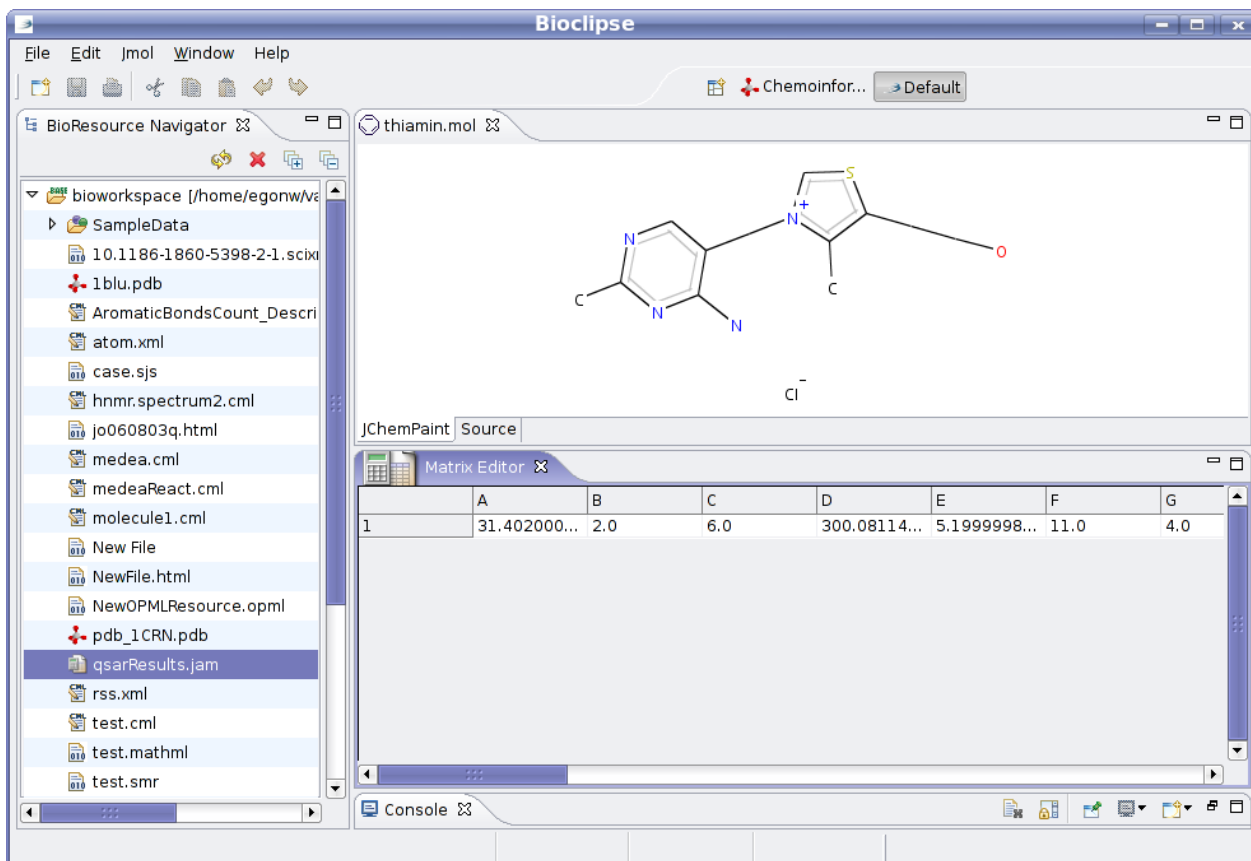 Bioclipse
File Edit Jmol Window Help
Chemoinfor... Default
BioResource Navigator
bioworkspace [/home/egonw/va
SampleData
10.1186-1860-5398-2-1.scix
1blu.pdb
AromaticBondsCount_Descri
atom.xml
case.sjs
hnmr.spectrum2.cml
jo060803q.html
medea.cml
medeaReact.cml
molecule1.cml
New File
NewFile.html
NewOPMLResource.opml
pdb_1CRN.pdb
qsarResults.jam
rss.xml
test.cml
test.mathml
test.smr
thiamin.mol
S
N +
N
O
C
C
N
N
Cl -
JChemPaint Source
Matrix Editor
A B C D E F G
1 31.402000... 2.0 6.0 300.08114... 5.1999998... 11.0 4.0
Console